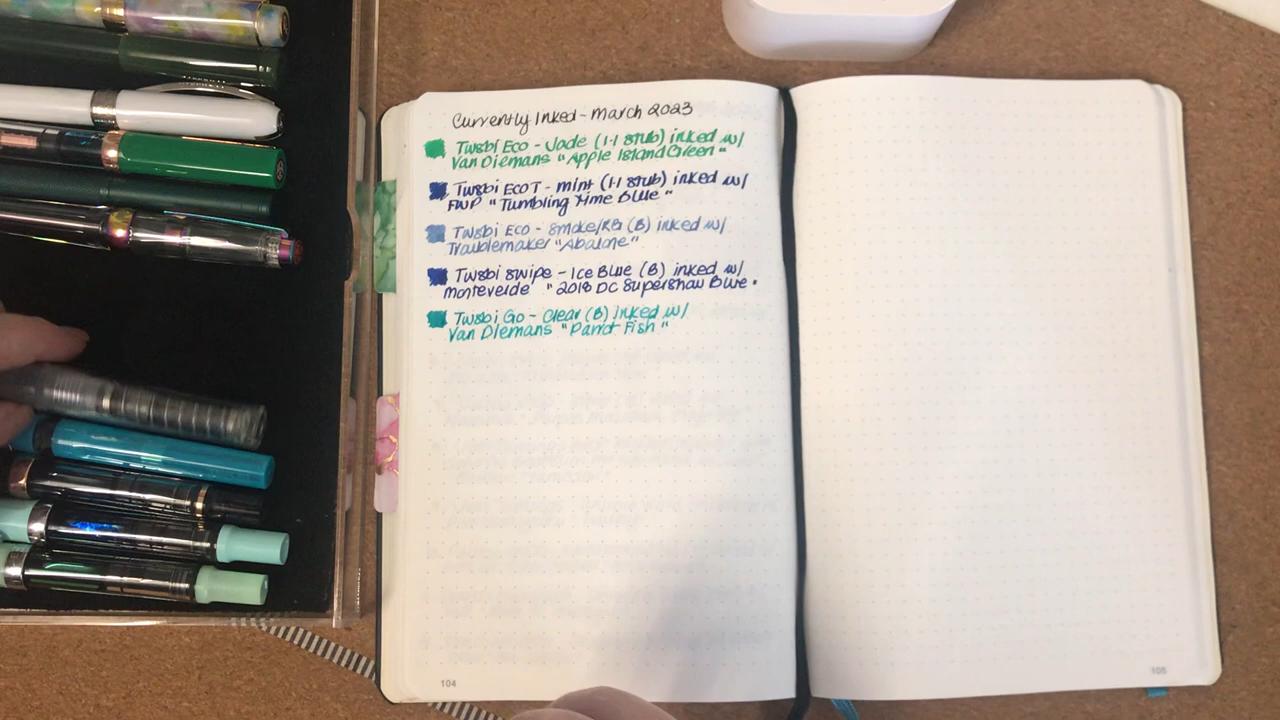 Currently Inked - March 2023
Twsbi Eco - Jade (1.1 stub) inked w/
Van Diemans "Apple Island Green"
Twsbi ECOT - mint (1.1 stub) inked w/
FWP "Tumbling Time Blue"
Twsbi Eco - Smoke/RG (B) inked w/
Troublemaker "Abalone"
Twsbi Swipe - Ice Blue (B) inked w/
Monteverde "2018 DC Supershow Blue"
Twsbi Go - Clear (B) inked w/
Van Diemans "Parrot Fish"
104
105